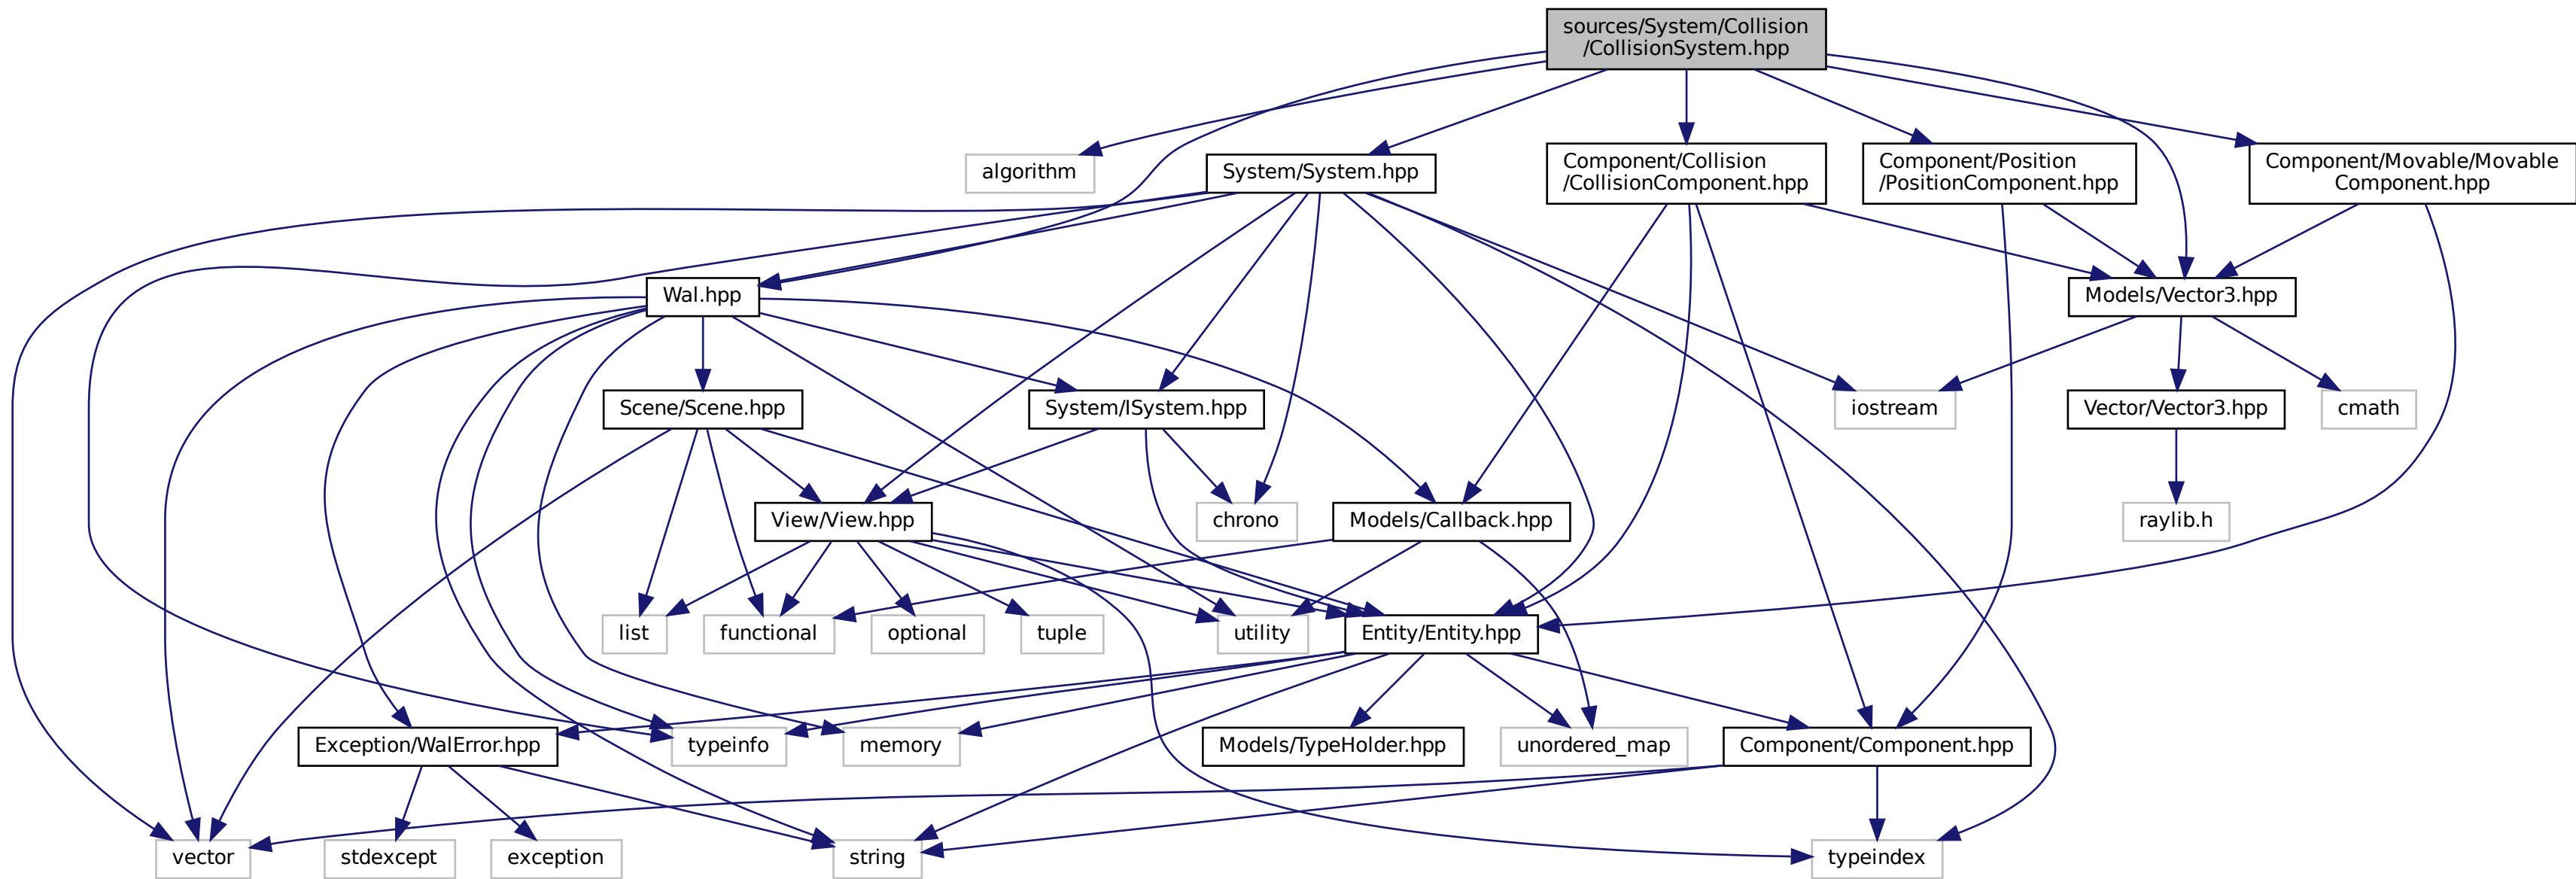 sources/System/Collision
/CollisionSystem.hpp
algorithm
System/System.hpp
Component/Collision
/CollisionComponent.hpp
Component/Position
/PositionComponent.hpp
Component/Movable/Movable
Component.hpp
Wal.hpp
Models/Vector3.hpp
Scene/Scene.hpp
System/ISystem.hpp
iostream
Vector/Vector3.hpp
cmath
View/View.hpp
chrono
Models/Callback.hpp
raylib.h
list
functional
optional
tuple
utility
Entity/Entity.hpp
Exception/WalError.hpp
typeinfo
memory
Models/TypeHolder.hpp
unordered_map
Component/Component.hpp
vector
stdexcept
exception
string
typeindex